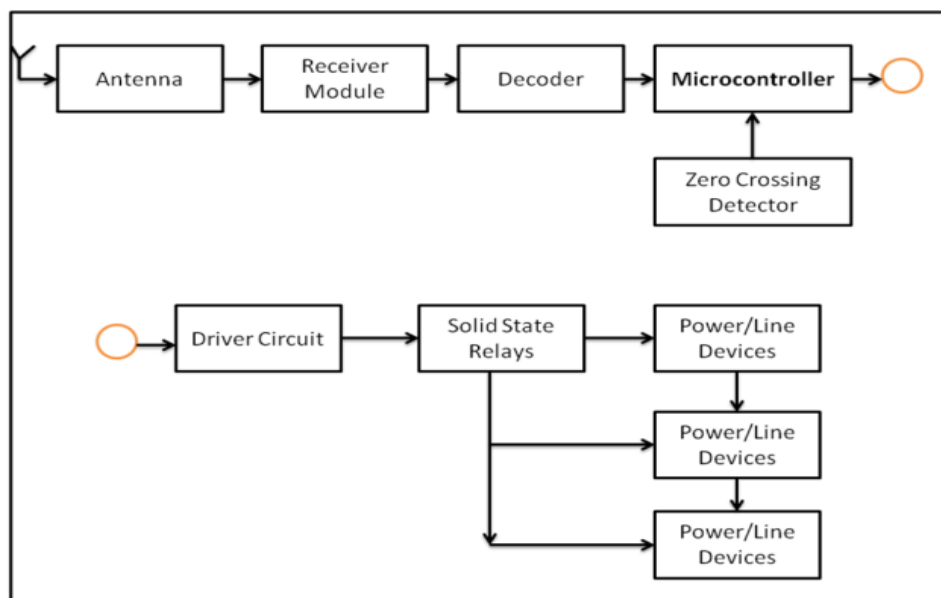 Antenna
Receiver
Module
Decoder
Microcontroller
Zero Crossing
Detector
Driver Circuit
Solid State
Relays
Power/Line
Devices
Power/Line
Devices
Power/Line
Devices